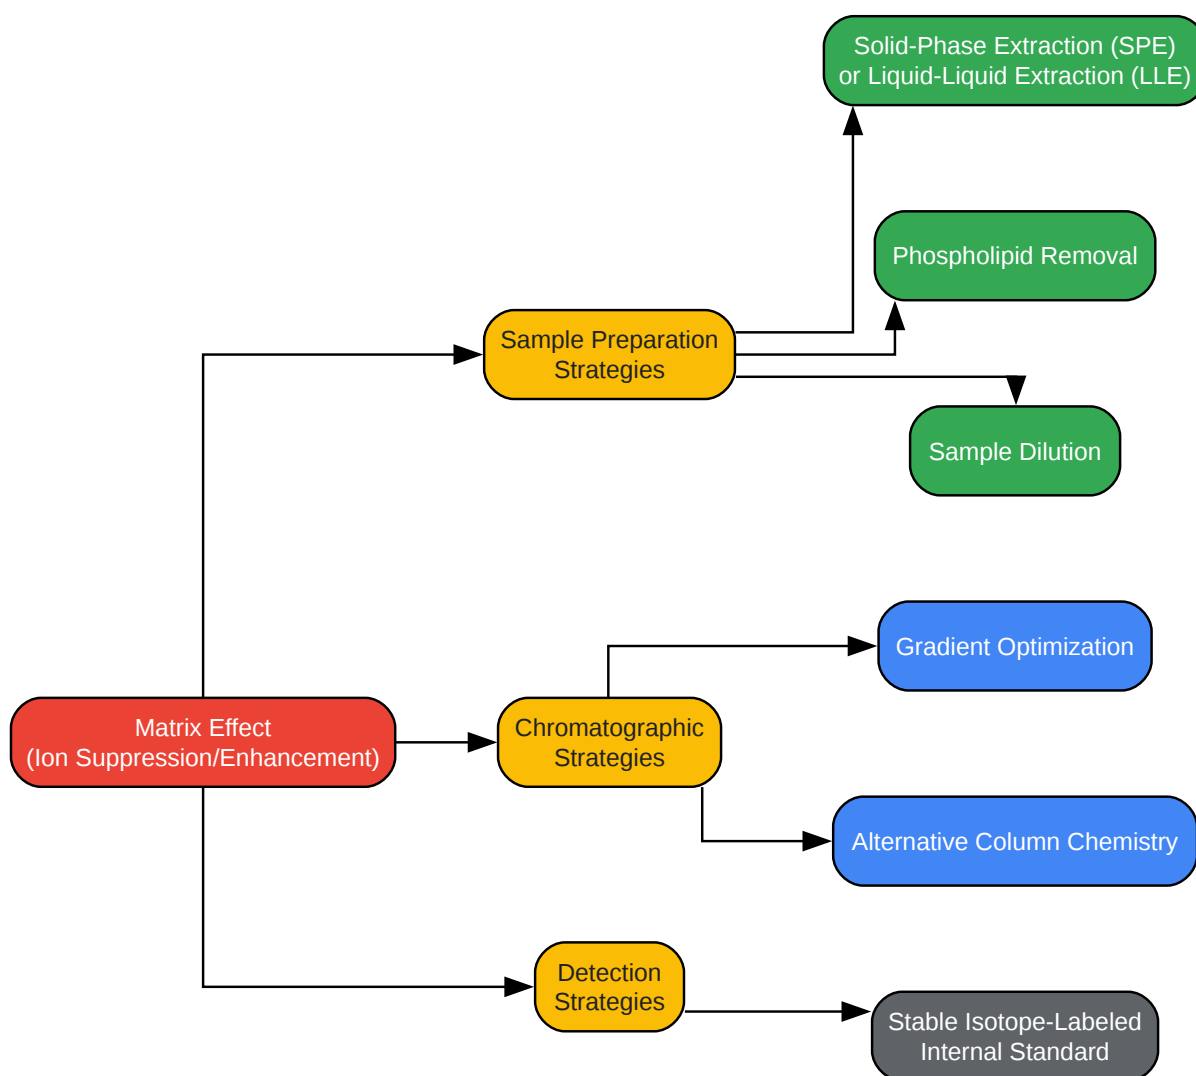 Solid-Phase Extraction (SPE)
or Liquid-Liquid Extraction (LLE)
Phospholipid Removal
Sample Preparation
Strategies
Sample Dilution
Gradient Optimization
Matrix Effect
(Ion Suppression/Enhancement)
Chromatographic
Strategies
Alternative Column Chemistry
Detection
Strategies
Stable Isotope-Labeled
Internal Standard